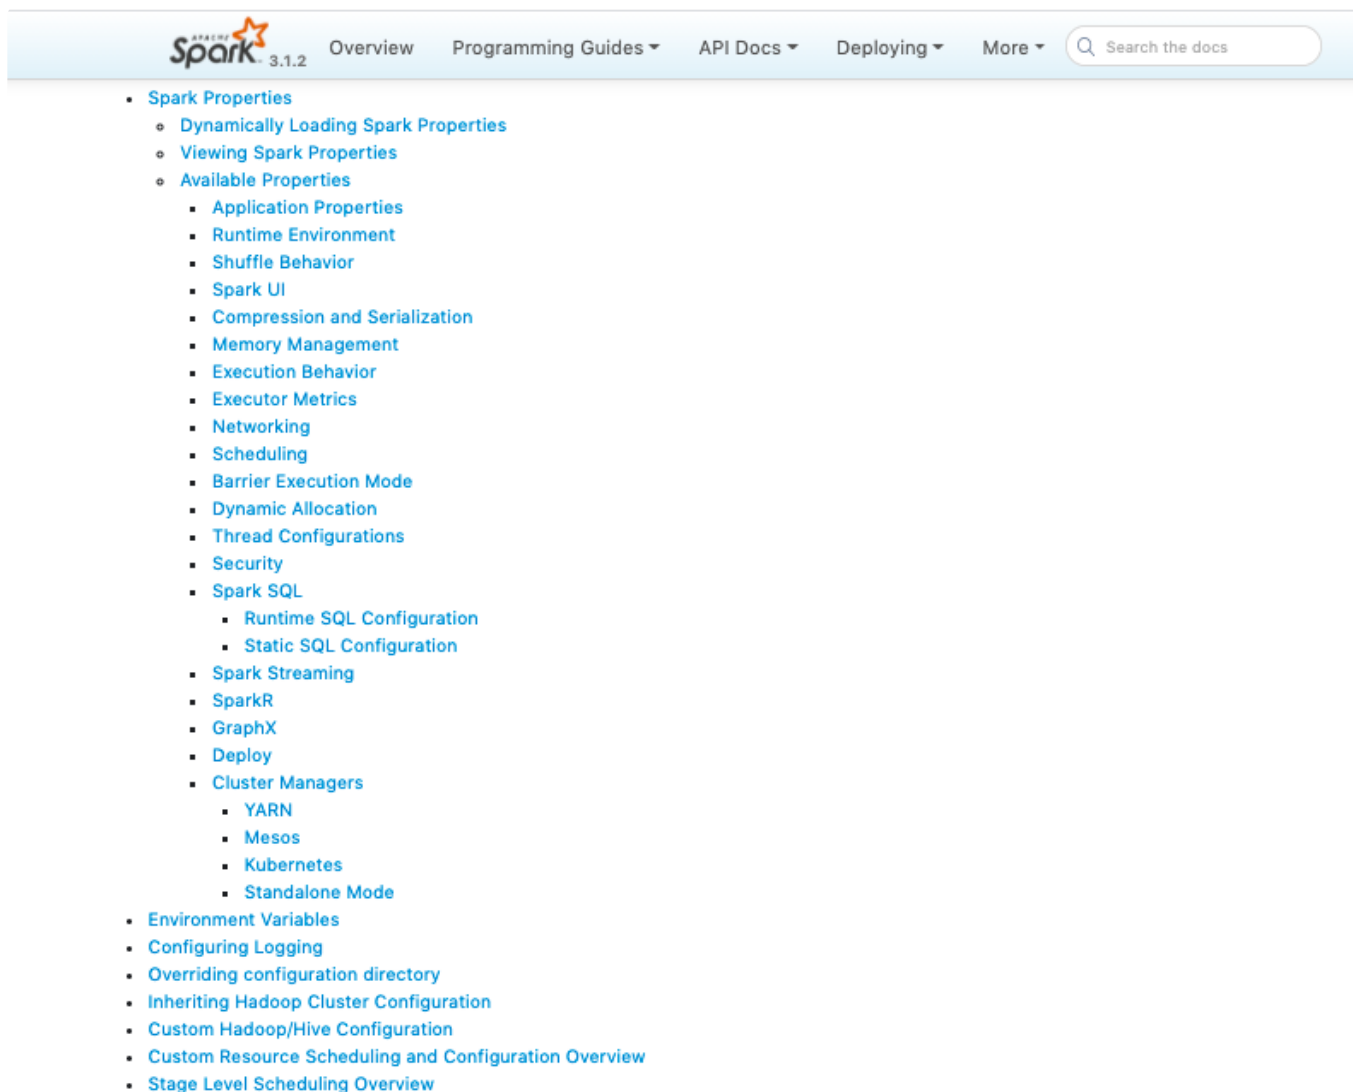 APACHE Spark™ 3.1.2 Overview Programming Guides API Docs Deploying More Search the docs
Spark Properties
Dynamically Loading Spark Properties
Viewing Spark Properties
Available Properties
Application Properties
Runtime Environment
Shuffle Behavior
Spark UI
Compression and Serialization
Memory Management
Execution Behavior
Executor Metrics
Networking
Scheduling
Barrier Execution Mode
Dynamic Allocation
Thread Configurations
Security
Spark SQL
Runtime SQL Configuration
Static SQL Configuration
Spark Streaming
SparkR
GraphX
Deploy
Cluster Managers
YARN
Mesos
Kubernetes
Standalone Mode
Environment Variables
Configuring Logging
Overriding configuration directory
Inheriting Hadoop Cluster Configuration
Custom Hadoop/Hive Configuration
Custom Resource Scheduling and Configuration Overview
Stage Level Scheduling Overview